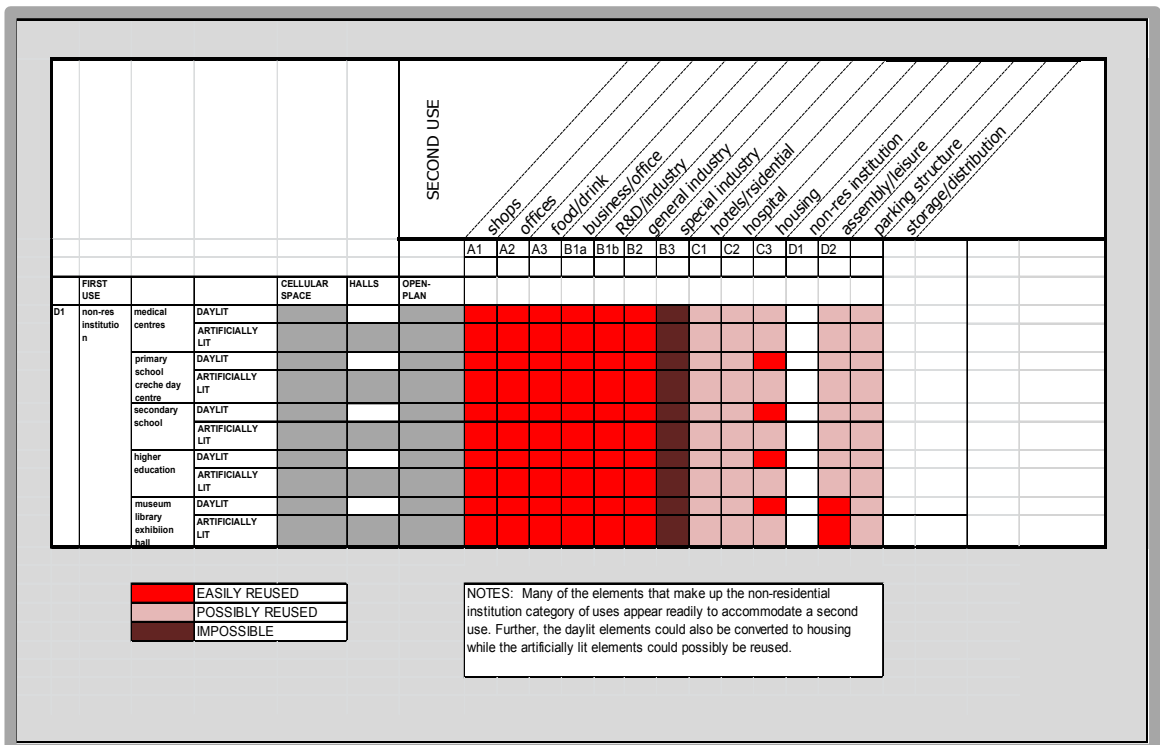 SECOND USE
shops
offices
food/drink
business/office
R&D/industry
general industry
special industry
hotels/rsidential
hospital
housing
non-res institution
assembly/leisure
parking structure
storage/distribution
A1 A2 A3 B1a B1b B2 B3 C1 C2 C3 D1 D2
FIRST
USE
CELLULAR
SPACE
HALLS
OPEN-
PLAN
D1
non-res
institutio
n
medical
centres
DAYLIT
ARTIFICIALLY
LIT
primary
school
creche day
centre
DAYLIT
ARTIFICIALLY
LIT
secondary
school
DAYLIT
ARTIFICIALLY
LIT
higher
education
DAYLIT
ARTIFICIALLY
LIT
museum
library
exhibiion
hall
DAYLIT
ARTIFICIALLY
LIT
EASILY REUSED
POSSIBLY REUSED
IMPOSSIBLE
NOTES: Many of the elements that make up the non-residential
institution category of uses appear readily to accommodate a second
use. Further, the daylit elements could also be converted to housing
while the artificially lit elements could possibly be reused.